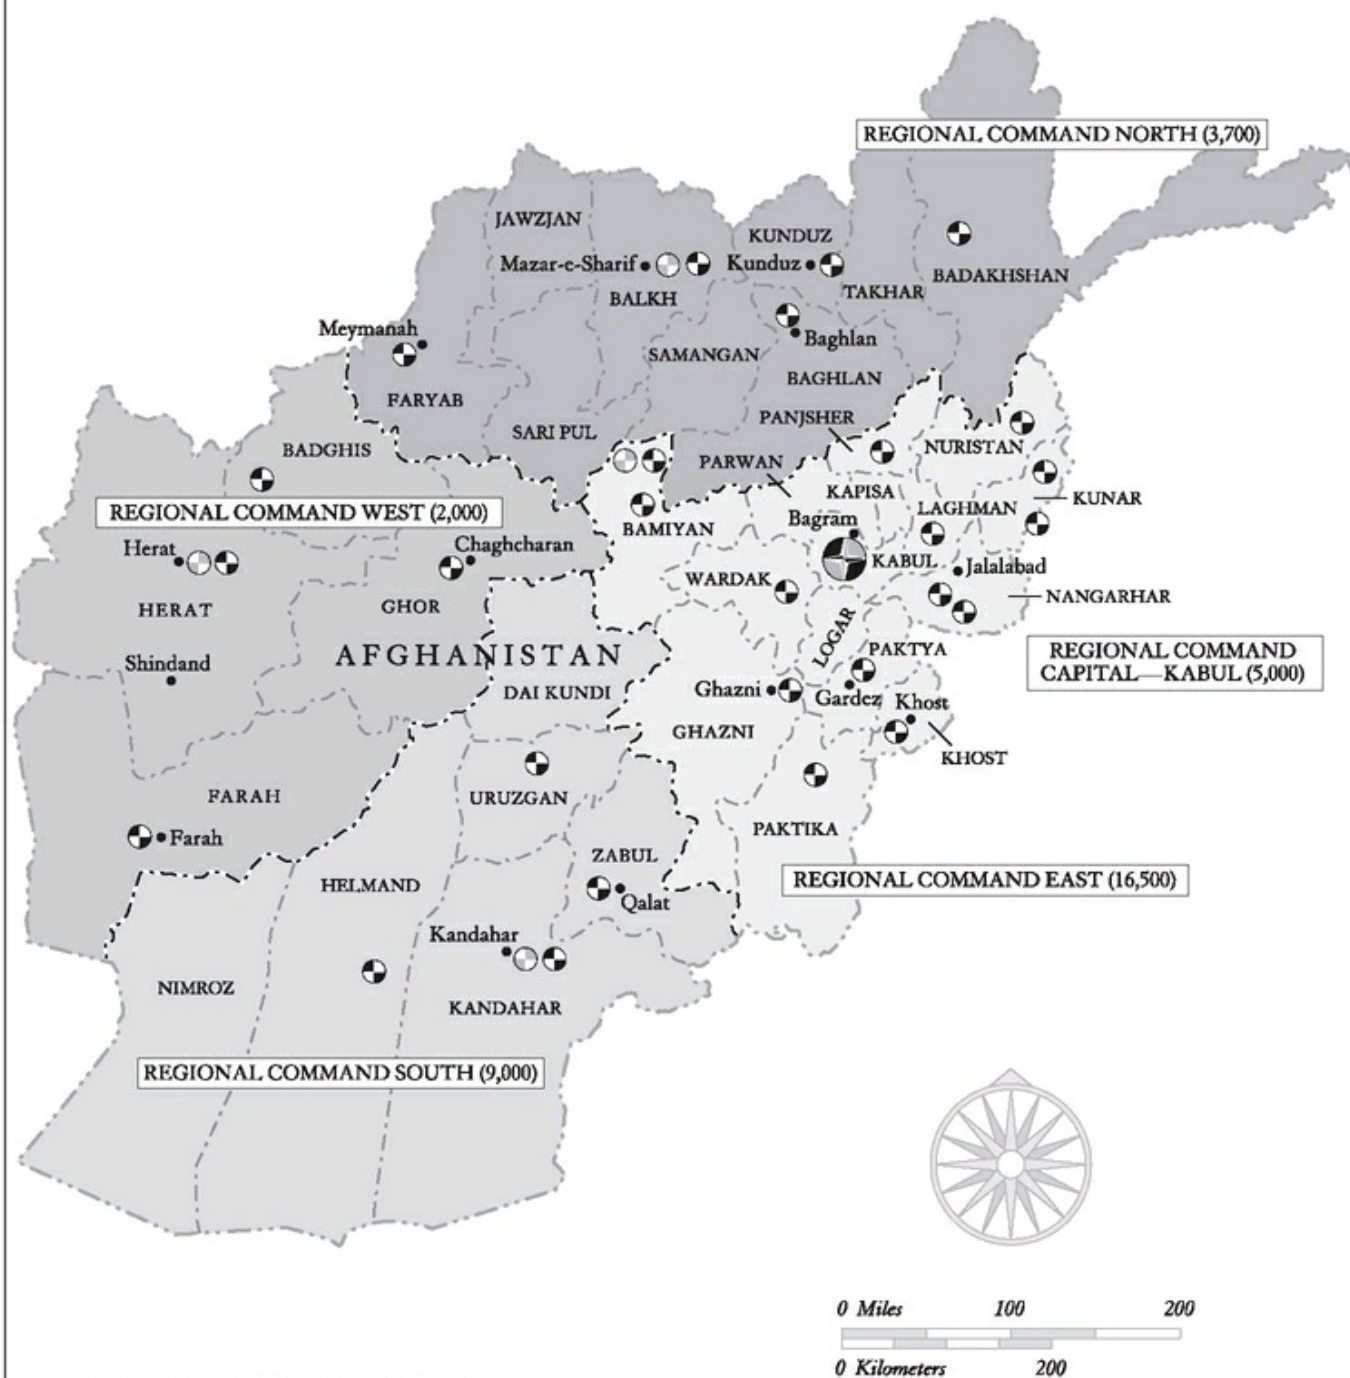 REGIONAL COMMAND NORTH (3,700)
JAWZJAN
KUNDUZ
Mazar-e-Sharif
Kunduz
BADAKHSHAN
TAKHAR
BALKH
Meymanah
Baghlan
SAMANGAN
BAGHLAN
FARYAB
PANJSHER
SARI PUL
NURISTAN
BADGHIS
PARWAN
KAPISA
KUNAR
LAGHMAN
REGIONAL COMMAND WEST (2,000)
Bagram
BAMIYAN
Herat
Chaghcharan
KABUL
Jalalabad
WARDAK
NANGARHAR
HERAT
GHOR
LOGAR
AFGHANISTAN
PAKTYA
REGIONAL COMMAND
CAPITAL—KABUL (5,000)
Shindand
DAI KUNDI
Ghazni
Gardez
Khost
GHAZNI
KHOST
FARAH
URUZGAN
PAKTIKA
Farah
ZABUL
REGIONAL COMMAND EAST (16,500)
HELMAND
Qalat
Kandahar
NIMROZ
KANDAHAR
REGIONAL COMMAND SOUTH (9,000)
0 Miles 100 200
0 Kilometers 200